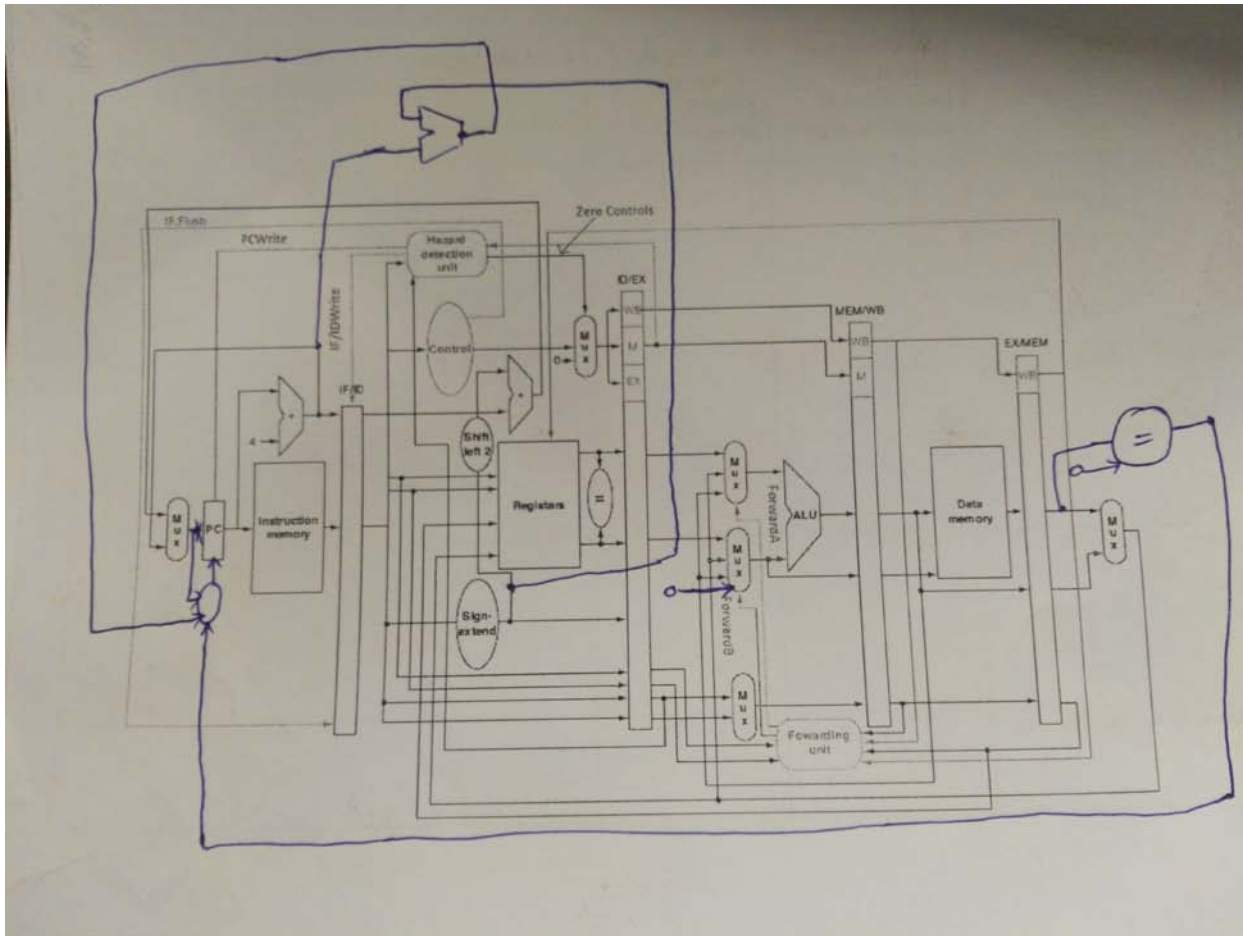 IF.Flush
Zero Controls
PCWrite
Hazard
detection
unit
ID/EX
IF/IDWrite
WB
MEM/WB
Control
M
u
x
M
WB
EX/MEM
0
EX
M
WB
IF/ID
+
+
4
Shift
left 2
=
M
u
x
PC
Instruction
memory
Registers
=
M
u
x
ForwardA
ALU
Data
memory
0
M
u
x
M
u
x
0
ForwardB
Sign-
extend
M
u
x
Fowarding
unit